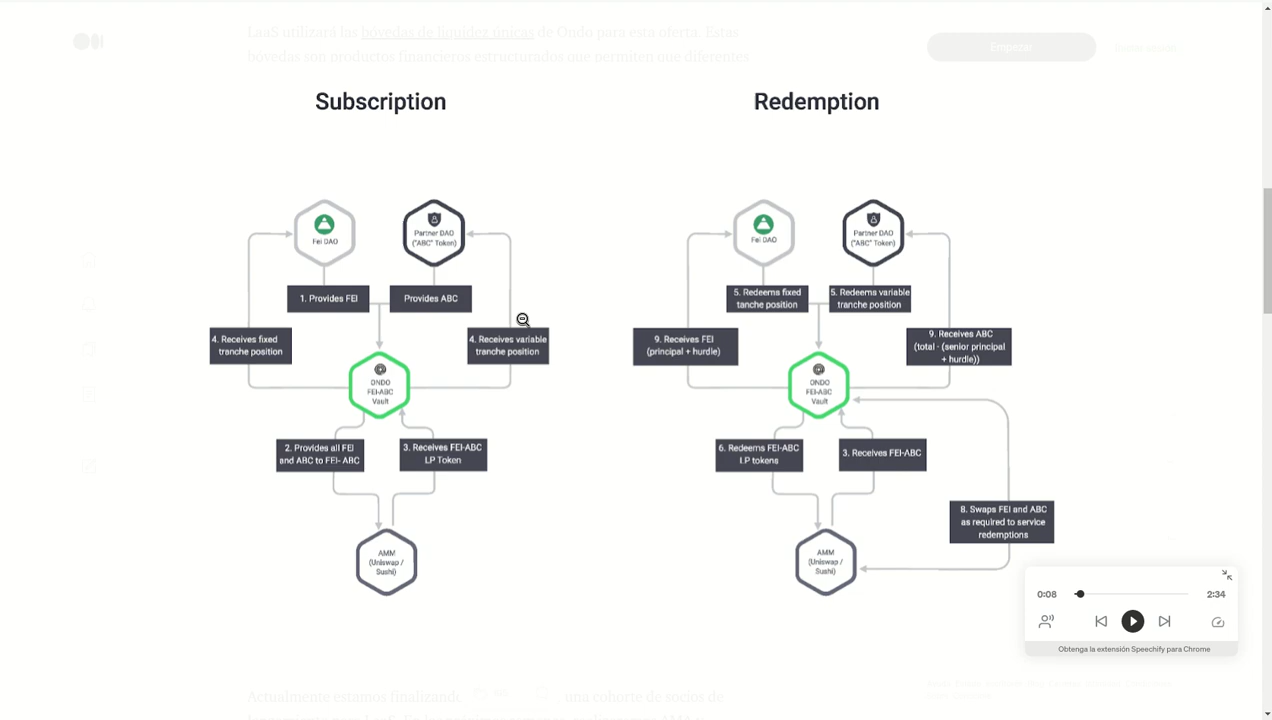 LaaS utilizará las bóvedas de liquidez únicas de Ondo para esta oferta. Estas
bóvedas son productos financieros estructurados que permiten que diferentes
Empezar
Subscription
Redemption
Fei DAO
Partner DAO
("ABC" Token)
1. Provides FEI
Provides ABC
4. Receives fixed
tranche position
4. Receives variable
tranche position
ONDO
FEI-ABC
Vault
2. Provides all FEI
and ABC to FEI- ABC
3. Receives FEI-ABC
LP Token
AMM
(Uniswap /
Sushi)
Fei DAO
Partner DAO
("ABC" Token)
5. Redeems fixed
tanche position
5. Redeems variable
tranche position
9. Receives FEI
(principal + hurdle)
9. Receives ABC
(total - (senior principal
+ hurdle))
ONDO
FEI-ABC
Vault
6. Redeems FEI-ABC
LP tokens
3. Receives FEI-ABC
8. Swaps FEI and ABC
as required to service
redemptions
AMM
(Uniswap /
Sushi)
0:08
2:34
Obtenga la extensión Speechify para Chrome
Actualmente estamos finalizando una cohorte de socios de